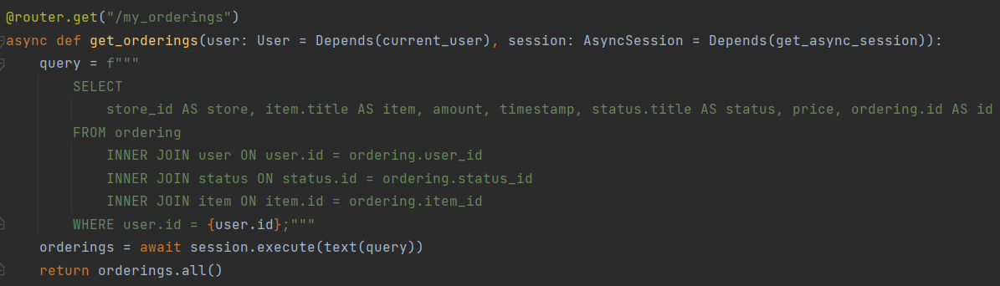 @router.get("/my_orderings")
async def get_orderings(user: User = Depends(current_user), session: AsyncSession = Depends(get_async_session)):
    query = f"""
        SELECT
            store_id AS store, item.title AS item, amount, timestamp, status.title AS status, price, ordering.id AS id
        FROM ordering
            INNER JOIN user ON user.id = ordering.user_id
            INNER JOIN status ON status.id = ordering.status_id
            INNER JOIN item ON item.id = ordering.item_id
        WHERE user.id = {user.id};"""
    orderings = await session.execute(text(query))
    return orderings.all()